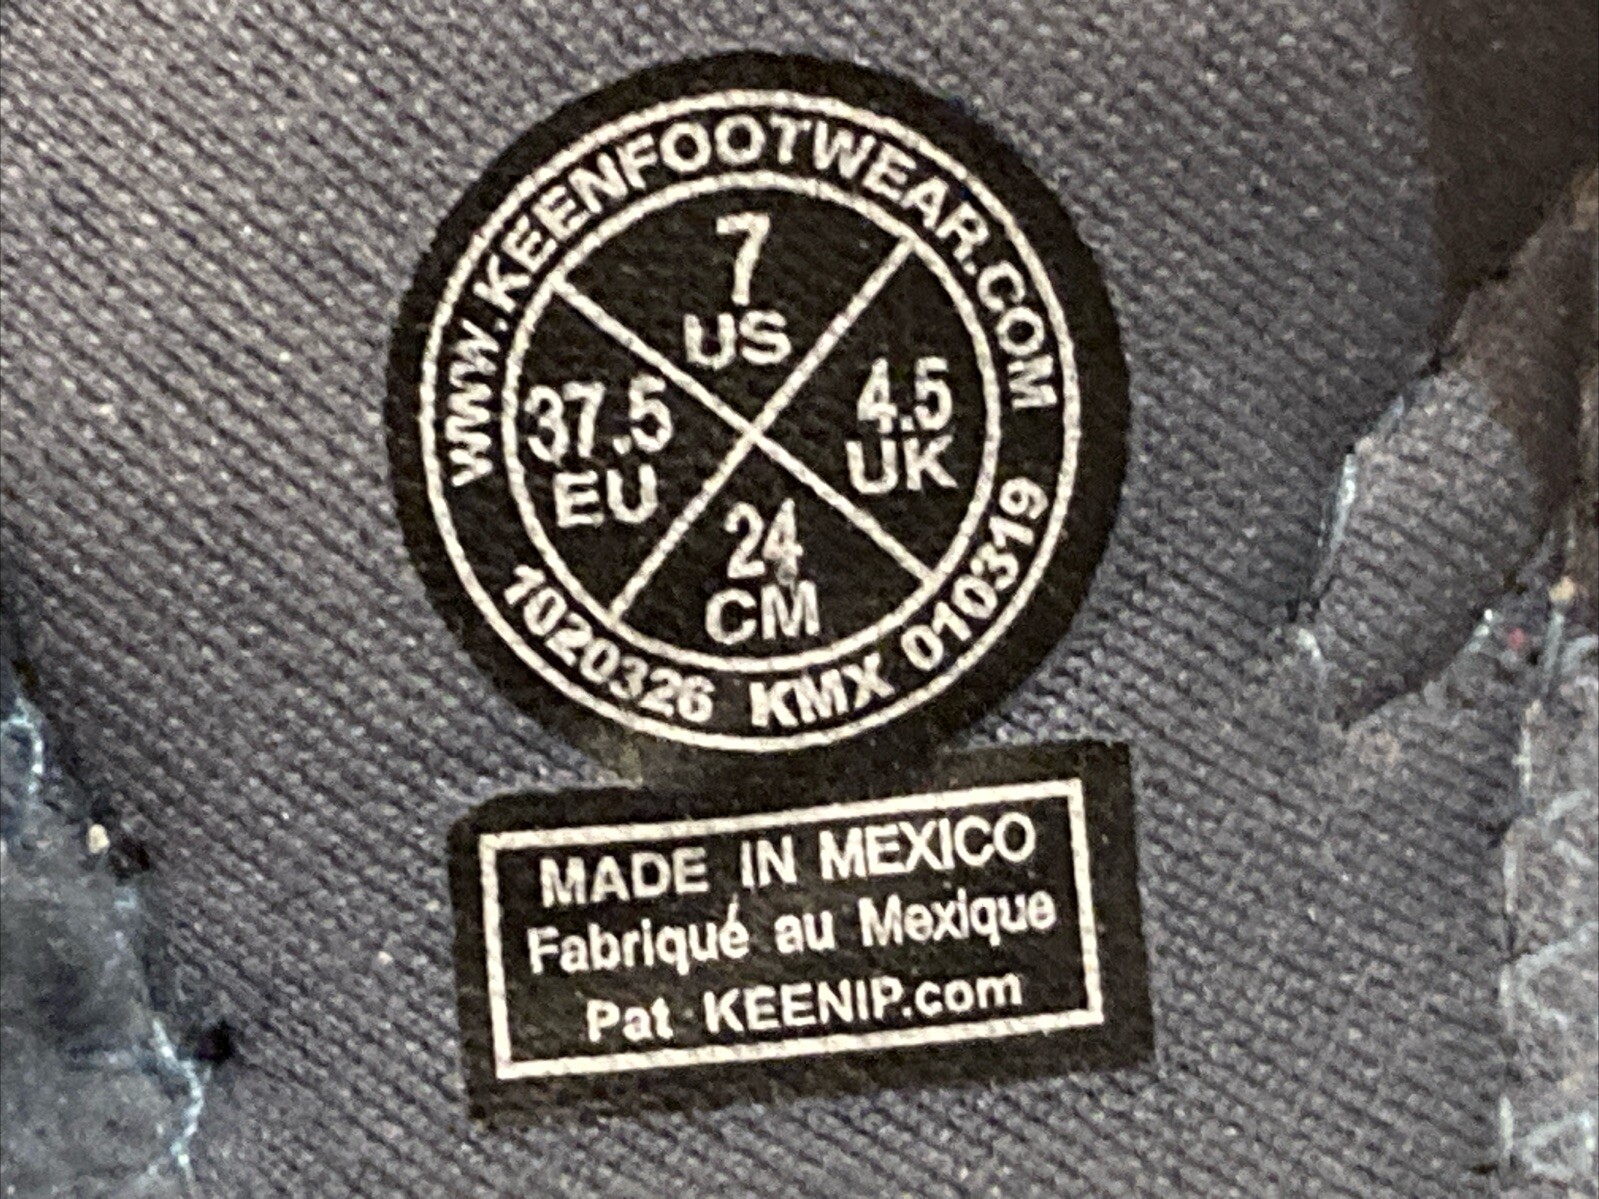 WWW.KEENFOOTWEAR.COM
7
US
37.5
EU
4.5
UK
24
CM
1020326 KMX 010319
MADE IN MEXICO
Fabriqué au Mexique
Pat KEENIP.com